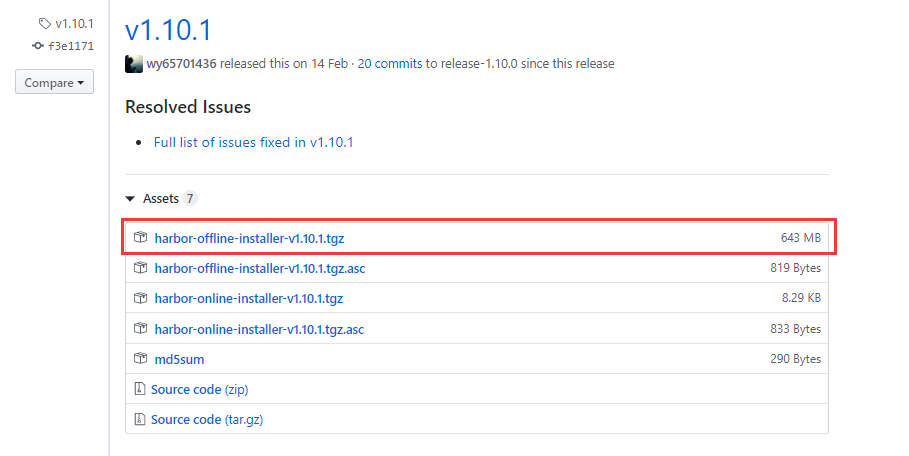 v1.10.1
f3e1171
Compare
v1.10.1
wy65701436 released this on 14 Feb · 20 commits to release-1.10.0 since this release
Resolved Issues
• Full list of issues fixed in v1.10.1
Assets 7
harbor-offline-installer-v1.10.1.tgz 643 MB
harbor-offline-installer-v1.10.1.tgz.asc 819 Bytes
harbor-online-installer-v1.10.1.tgz 8.29 KB
harbor-online-installer-v1.10.1.tgz.asc 833 Bytes
md5sum 290 Bytes
Source code (zip)
Source code (tar.gz)